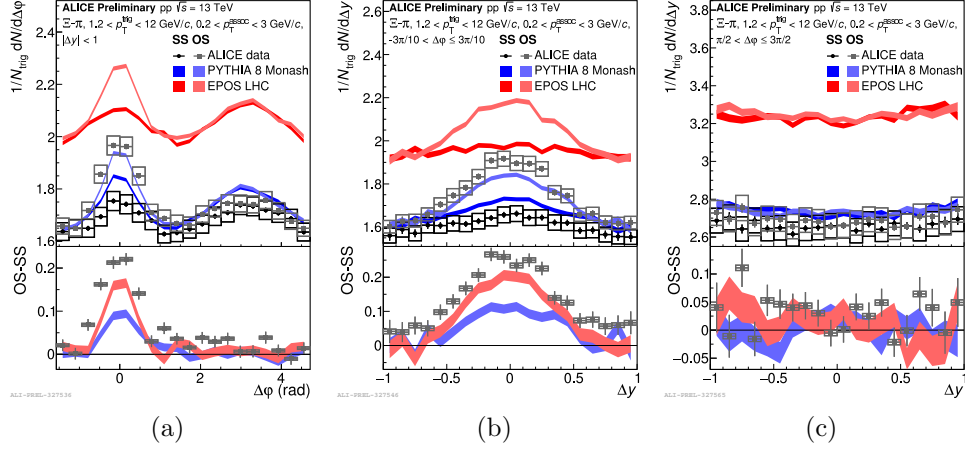 ALICE Preliminary pp √s = 13 TeV
Ξ-π, 1.2 < p_T^trig < 12 GeV/c, 0.2 < p_T^assoc < 3 GeV/c,
|Δy| < 1
SS OS
ALICE data
PYTHIA 8 Monash
EPOS LHC
1/N_trig dN/dΔφ
2.4
2.2
2
1.8
1.6
OS-SS
0.2
0.1
0
0 2 4
Δφ (rad)
ALI-PREL-327536
(a)
ALICE Preliminary pp √s = 13 TeV
Ξ-π, 1.2 < p_T^trig < 12 GeV/c, 0.2 < p_T^assoc < 3 GeV/c,
-3π/10 < Δφ ≤ 3π/10
SS OS
ALICE data
PYTHIA 8 Monash
EPOS LHC
1/N_trig dN/dΔy
2.6
2.4
2.2
2
1.8
1.6
OS-SS
0.2
0.1
0
−1 −0.5 0 0.5 1
Δy
ALI-PREL-327546
(b)
ALICE Preliminary pp √s = 13 TeV
Ξ-π, 1.2 < p_T^trig < 12 GeV/c, 0.2 < p_T^assoc < 3 GeV/c,
π/2 < Δφ ≤ 3π/2
SS OS
ALICE data
PYTHIA 8 Monash
EPOS LHC
1/N_trig dN/dΔy
3.8
3.6
3.4
3.2
3
2.8
2.6
OS-SS
0.1
0.05
0
−0.05
−1 −0.5 0 0.5 1
Δy
ALI-PREL-327565
(c)